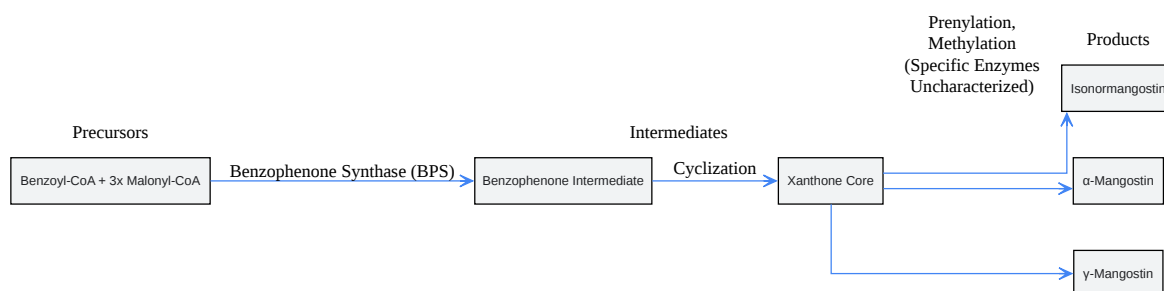 Prenylation,
Methylation
(Specific Enzymes
Uncharacterized)
Products
Isonormangostin
Precursors
Intermediates
Benzoyl-CoA + 3x Malonyl-CoA
Benzophenone Synthase (BPS)
Benzophenone Intermediate
Cyclization
Xanthone Core
α-Mangostin
γ-Mangostin